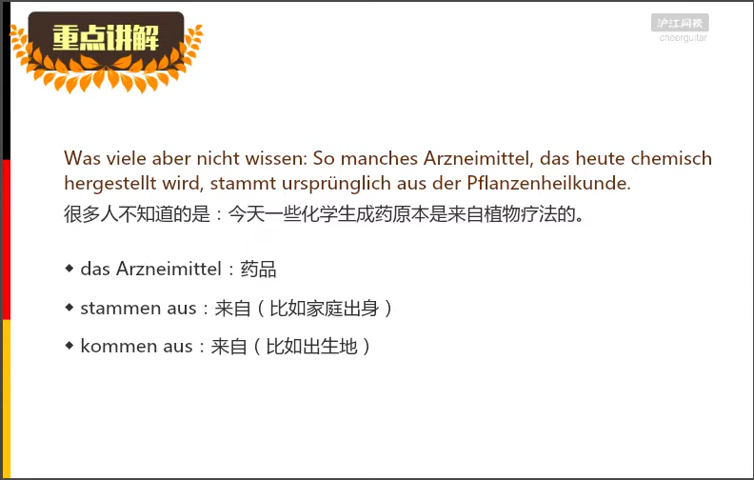 重点讲解
沪江网校
cheerguitar
Was viele aber nicht wissen: So manches Arzneimittel, das heute chemisch
hergestellt wird, stammt ursprünglich aus der Pflanzenheilkunde.
很多人不知道的是：今天一些化学生成药原本是来自植物疗法的。
◆ das Arzneimittel：药品
◆ stammen aus：来自（比如家庭出身）
◆ kommen aus：来自（比如出生地）